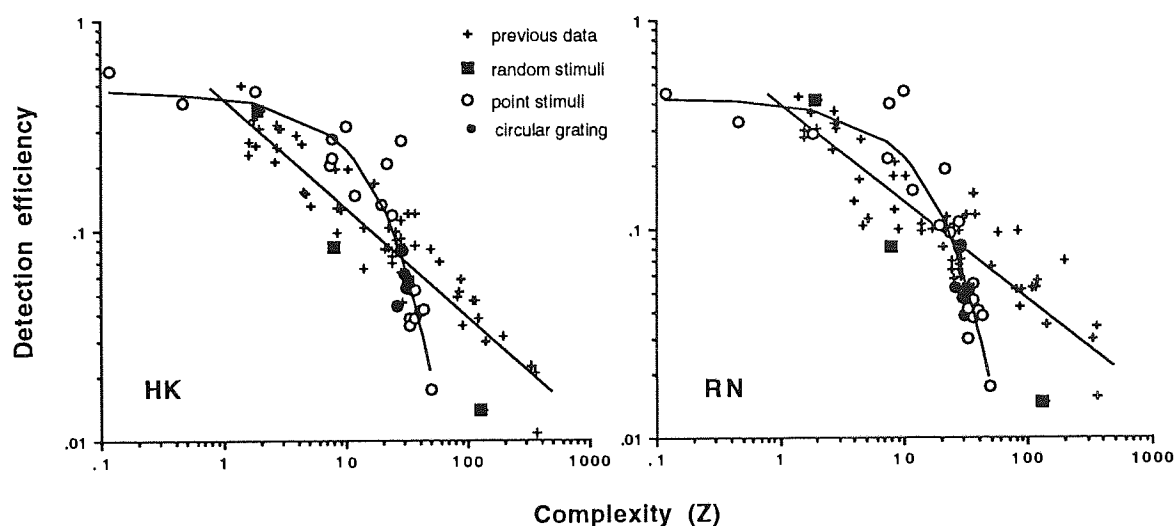 1
.1
.01
.1
1
10
100
1000
HK
+ previous data
■ random stimuli
○ point stimuli
● circular grating
1
.1
.01
.1
1
10
100
1000
RN
Detection efficiency
Complexity (Z)